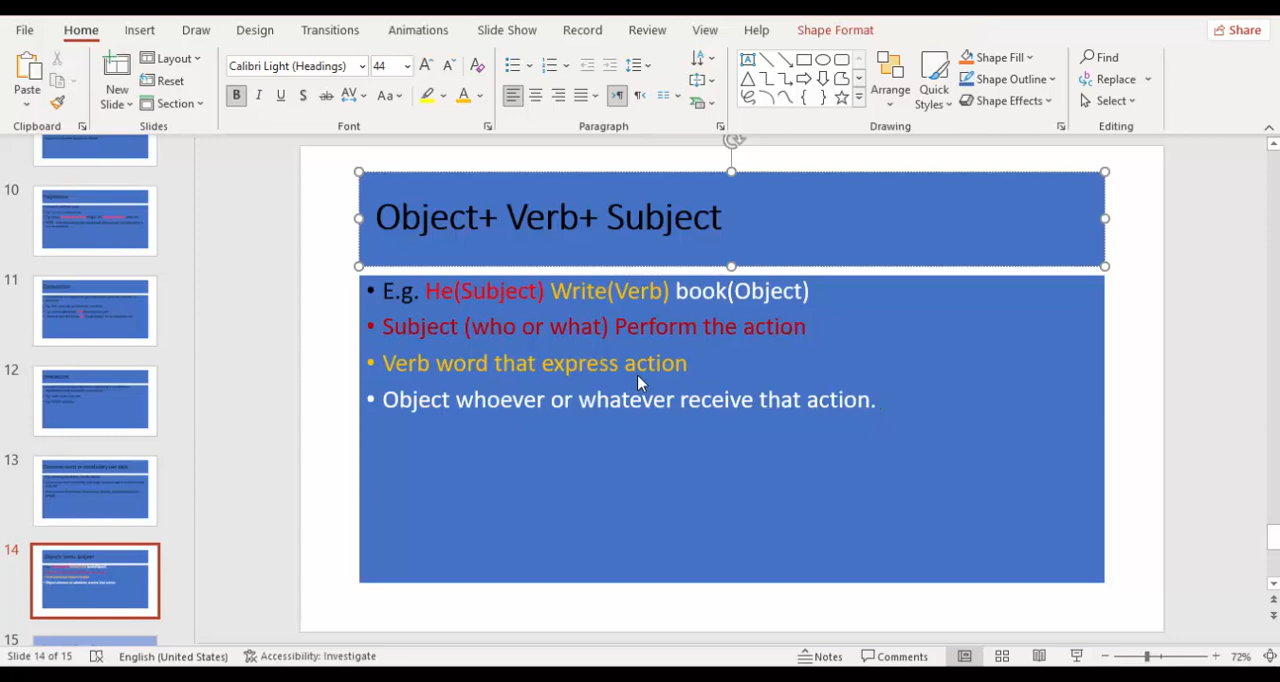 File Home Insert Draw Design Transitions Animations Slide Show Record Review View Help Shape Format Share
Paste
Clipboard
New
Slide
Layout
Reset
Section
Slides
Calibri Light (Headings) 44
B I U S ab AV Aa A
Font
Paragraph
Arrange
Quick
Styles
Shape Fill
Shape Outline
Shape Effects
Drawing
Find
Replace
Select
Editing
10
11
12
13
14
15
Object+ Verb+ Subject
• E.g. He(Subject) Write(Verb) book(Object)
• Subject (who or what) Perform the action
• Verb word that express action
• Object whoever or whatever receive that action.
Slide 14 of 15 English (United States) Accessibility: Investigate Notes Comments 72%